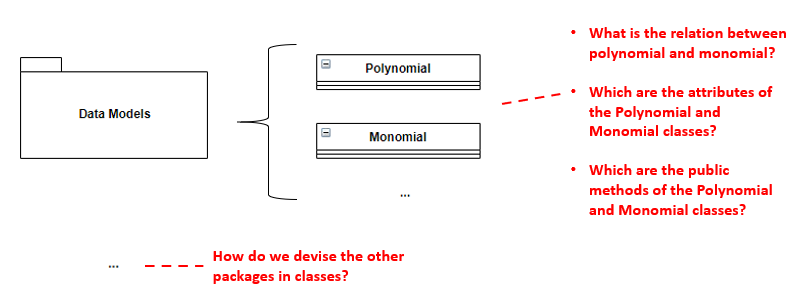 Data Models
Polynomial
Monomial
...
• What is the relation between
polynomial and monomial?
• Which are the attributes of
the Polynomial and
Monomial classes?
• Which are the public
methods of the Polynomial
and Monomial classes?
...
How do we devise the other
packages in classes?